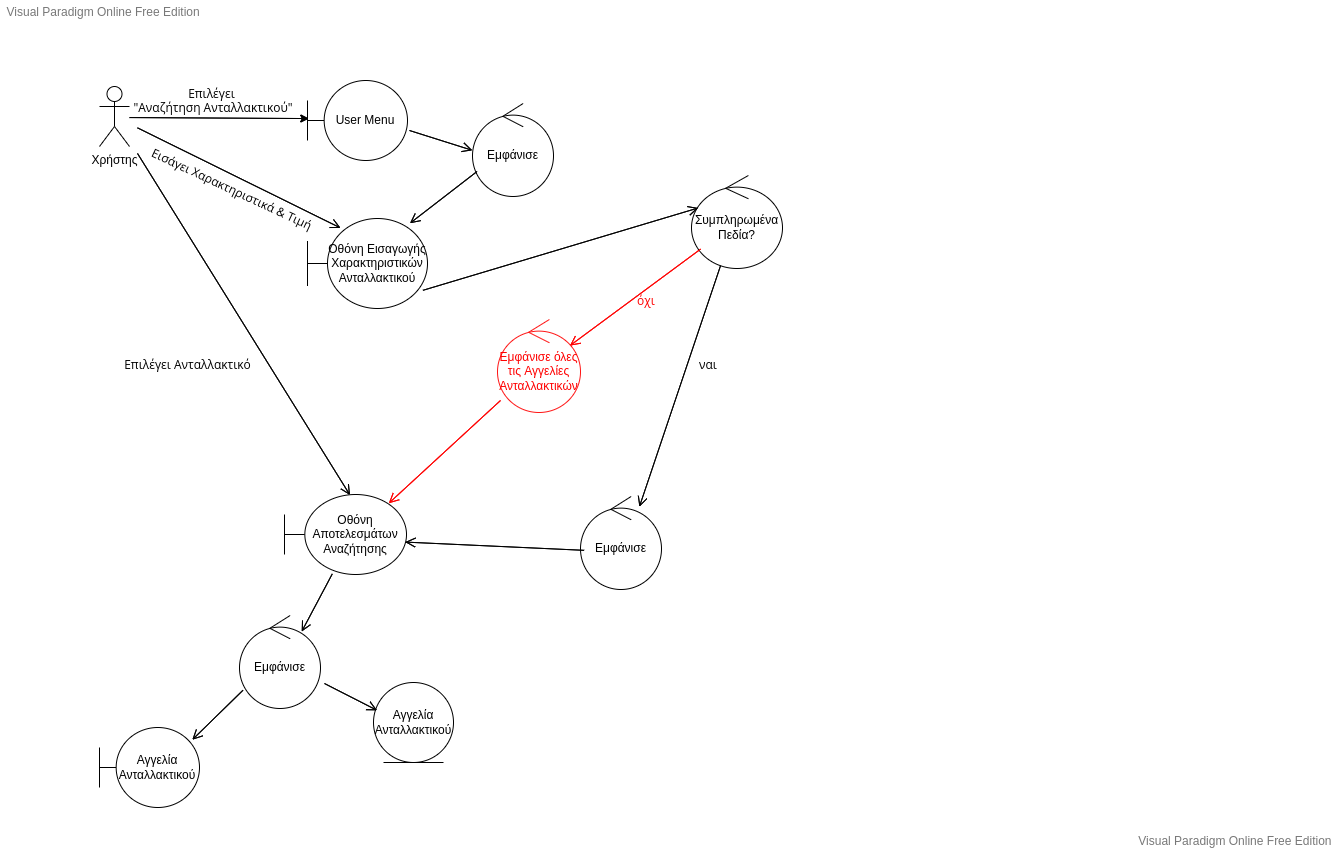 Visual Paradigm Online Free Edition
Επιλέγει
"Αναζήτηση Ανταλλακτικού"
User Menu
Εμφάνισε
Χρήστης
Εισάγει Χαρακτηριστικά & Τιμή
Συμπληρωμένα
Πεδία?
Οθόνη Εισαγωγής
Χαρακτηριστικών
Ανταλλακτικού
όχι
Εμφάνισε όλες
τις Αγγελίες
Ανταλλακτικών
Επιλέγει Ανταλλακτικό
ναι
Οθόνη
Αποτελεσμάτων
Αναζήτησης
Εμφάνισε
Εμφάνισε
Αγγελία
Ανταλλακτικού
Αγγελία
Ανταλλακτικού
Visual Paradigm Online Free Edition